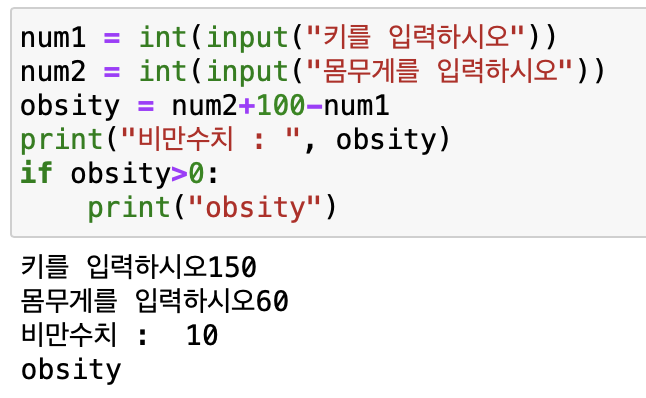 num1 = int(input("키를 입력하시오"))
num2 = int(input("몸무게를 입력하시오"))
obsity = num2+100-num1
print("비만수치 : ", obsity)
if obsity>0:
    print("obsity")
키를 입력하시오150
몸무게를 입력하시오60
비만수치 :  10
obsity